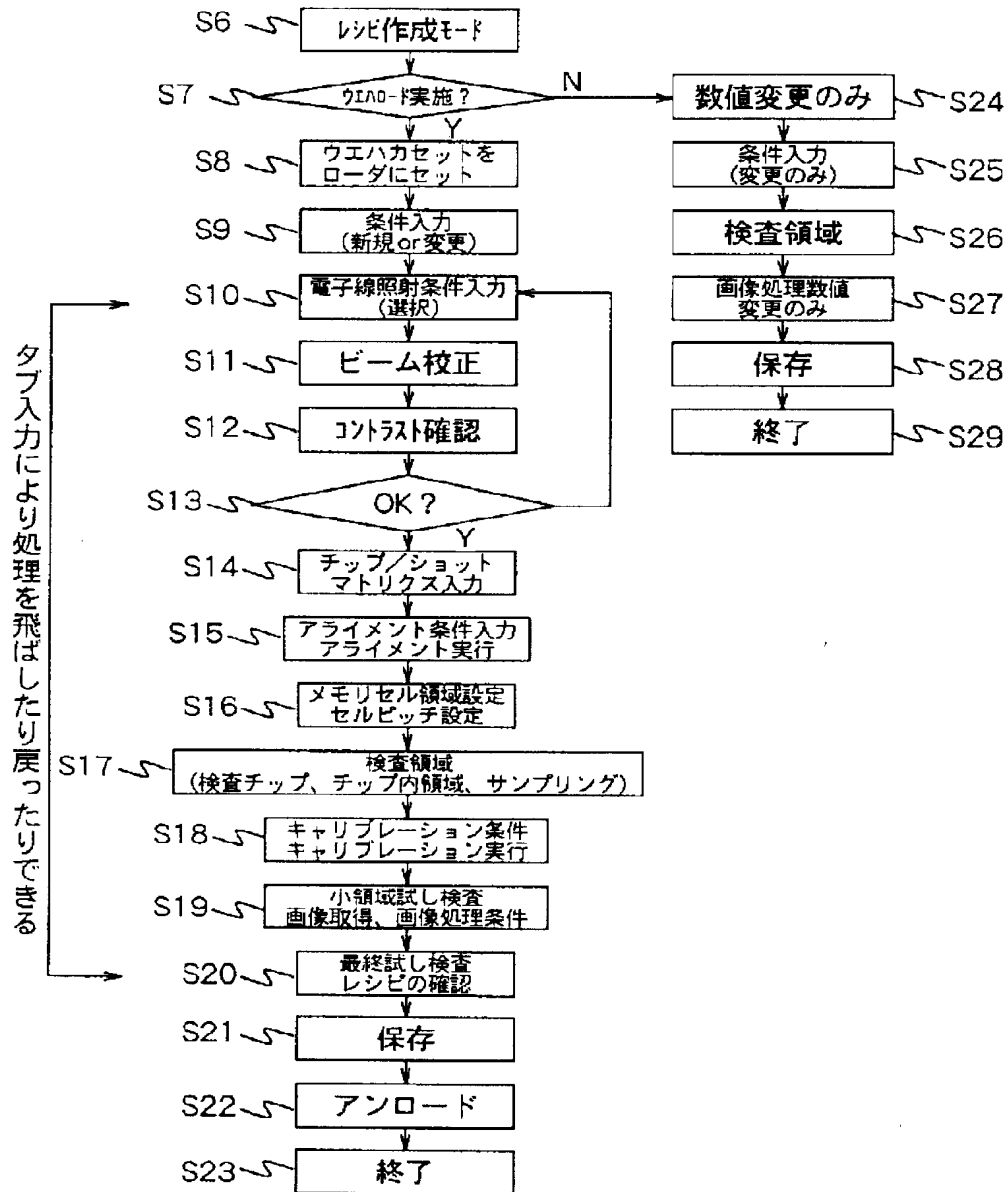 S6
レシピ作成モード
S7
ウエハロード実施？
N
Y
S8
ウエハカセットを
ローダにセット
S9
条件入力
(新規or変更)
S10
電子線照射条件入力
(選択)
S11
ビーム校正
S12
コントラスト確認
S13
OK？
Y
S14
チップ／ショット
マトリクス入力
S15
アライメント条件入力
アライメント実行
S16
メモリセル領域設定
セルピッチ設定
S17
検査領域
(検査チップ、チップ内領域、サンプリング)
S18
キャリブレーション条件
キャリブレーション実行
S19
小領域試し検査
画像取得、画像処理条件
S20
最終試し検査
レシピの確認
S21
保存
S22
アンロード
S23
終了
数値変更のみ
S24
条件入力
(変更のみ)
S25
検査領域
S26
画像処理数値
変更のみ
S27
保存
S28
終了
S29
タブ入力により処理を飛ばしたり戻ったりできる